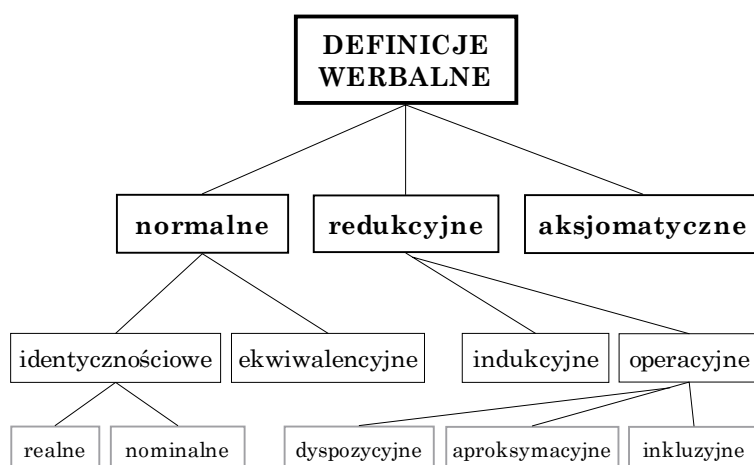 DEFINICJE
WERBALNE
normalne
redukcyjne
aksjomatyczne
identycznościowe
ekwiwalencyjne
indukcyjne
operacyjne
realne
nominalne
dyspozycyjne
aproksymacyjne
inkluzyjne